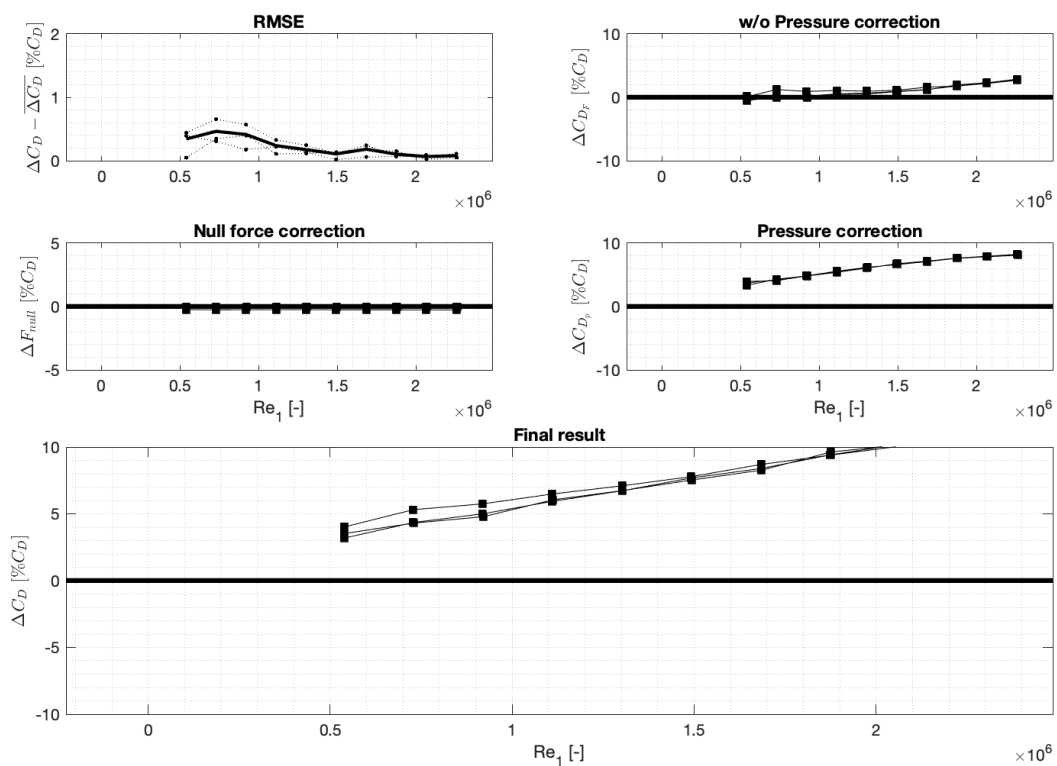 RMSE
ΔC_D − \overline{ΔC_D} [%C_D]
2
1
0
0 0.5 1 1.5 2
×10^6
w/o Pressure correction
ΔC_{D_F} [%C_D]
10
0
-10
0 0.5 1 1.5 2
×10^6
Null force correction
ΔF_{null} [%C_D]
5
0
-5
0 0.5 1 1.5 2
×10^6
Re_1 [-]
Pressure correction
ΔC_{D_p} [%C_D]
10
0
-10
0 0.5 1 1.5 2
×10^6
Re_1 [-]
Final result
ΔC_D [%C_D]
10
5
0
-5
-10
0 0.5 1 1.5 2
×10^6
Re_1 [-]